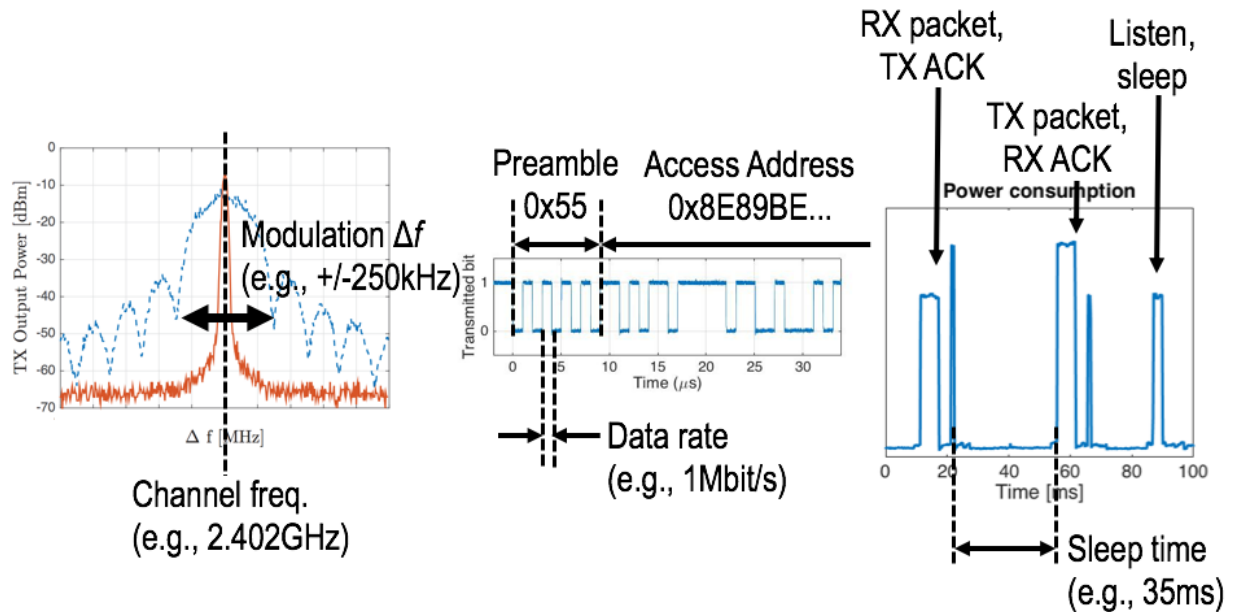 0
-10
-20
-30
-40
-50
-60
-70
TX Output Power [dBm]
Δ f [MHz]
Modulation Δf
(e.g., +/-250kHz)
Channel freq.
(e.g., 2.402GHz)
Preamble
0x55
Access Address
0x8E89BE...
Transmitted bit
1
0
0 5 10 15 20 25 30
Time (μs)
Data rate
(e.g., 1Mbit/s)
RX packet,
TX ACK
TX packet,
RX ACK
Listen,
sleep
Power consumption
0 20 40 60 80 100
Time [ms]
Sleep time
(e.g., 35ms)